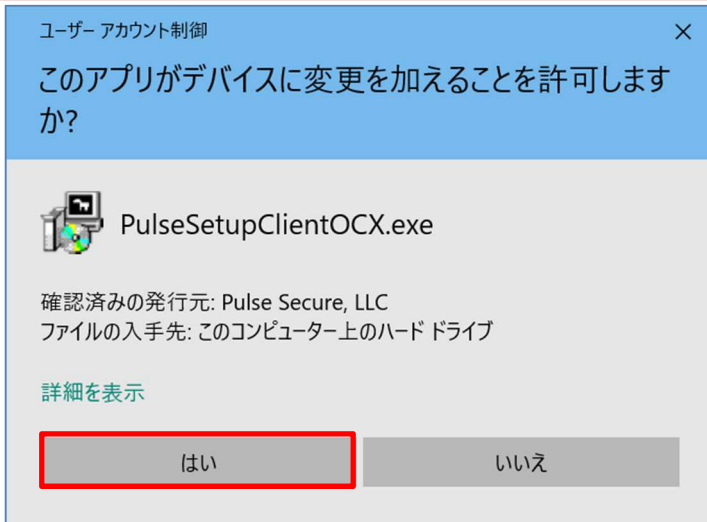 ユーザー アカウント制御
このアプリがデバイスに変更を加えることを許可します
か?
PulseSetupClientOCX.exe
確認済みの発行元: Pulse Secure, LLC
ファイルの入手先: このコンピューター上のハード ドライブ
詳細を表示
はい
いいえ